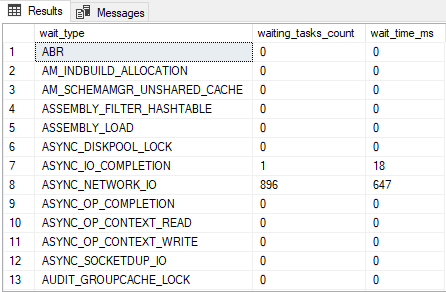 Results Messages
wait_type waiting_tasks_count wait_time_ms
1 ABR 0 0
2 AM_INDBUILD_ALLOCATION 0 0
3 AM_SCHEMAMGR_UNSHARED_CACHE 0 0
4 ASSEMBLY_FILTER_HASHTABLE 0 0
5 ASSEMBLY_LOAD 0 0
6 ASYNC_DISKPOOL_LOCK 0 0
7 ASYNC_IO_COMPLETION 1 18
8 ASYNC_NETWORK_IO 896 647
9 ASYNC_OP_COMPLETION 0 0
10 ASYNC_OP_CONTEXT_READ 0 0
11 ASYNC_OP_CONTEXT_WRITE 0 0
12 ASYNC_SOCKETDUP_IO 0 0
13 AUDIT_GROUPCACHE_LOCK 0 0